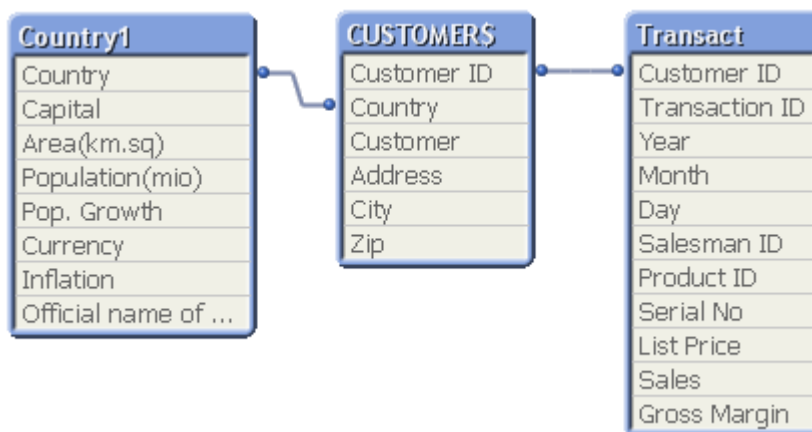 Country1
Country
Capital
Area(km.sq)
Population(mio)
Pop. Growth
Currency
Inflation
Official name of ...
CUSTOMER$
Customer ID
Country
Customer
Address
City
Zip
Transact
Customer ID
Transaction ID
Year
Month
Day
Salesman ID
Product ID
Serial No
List Price
Sales
Gross Margin